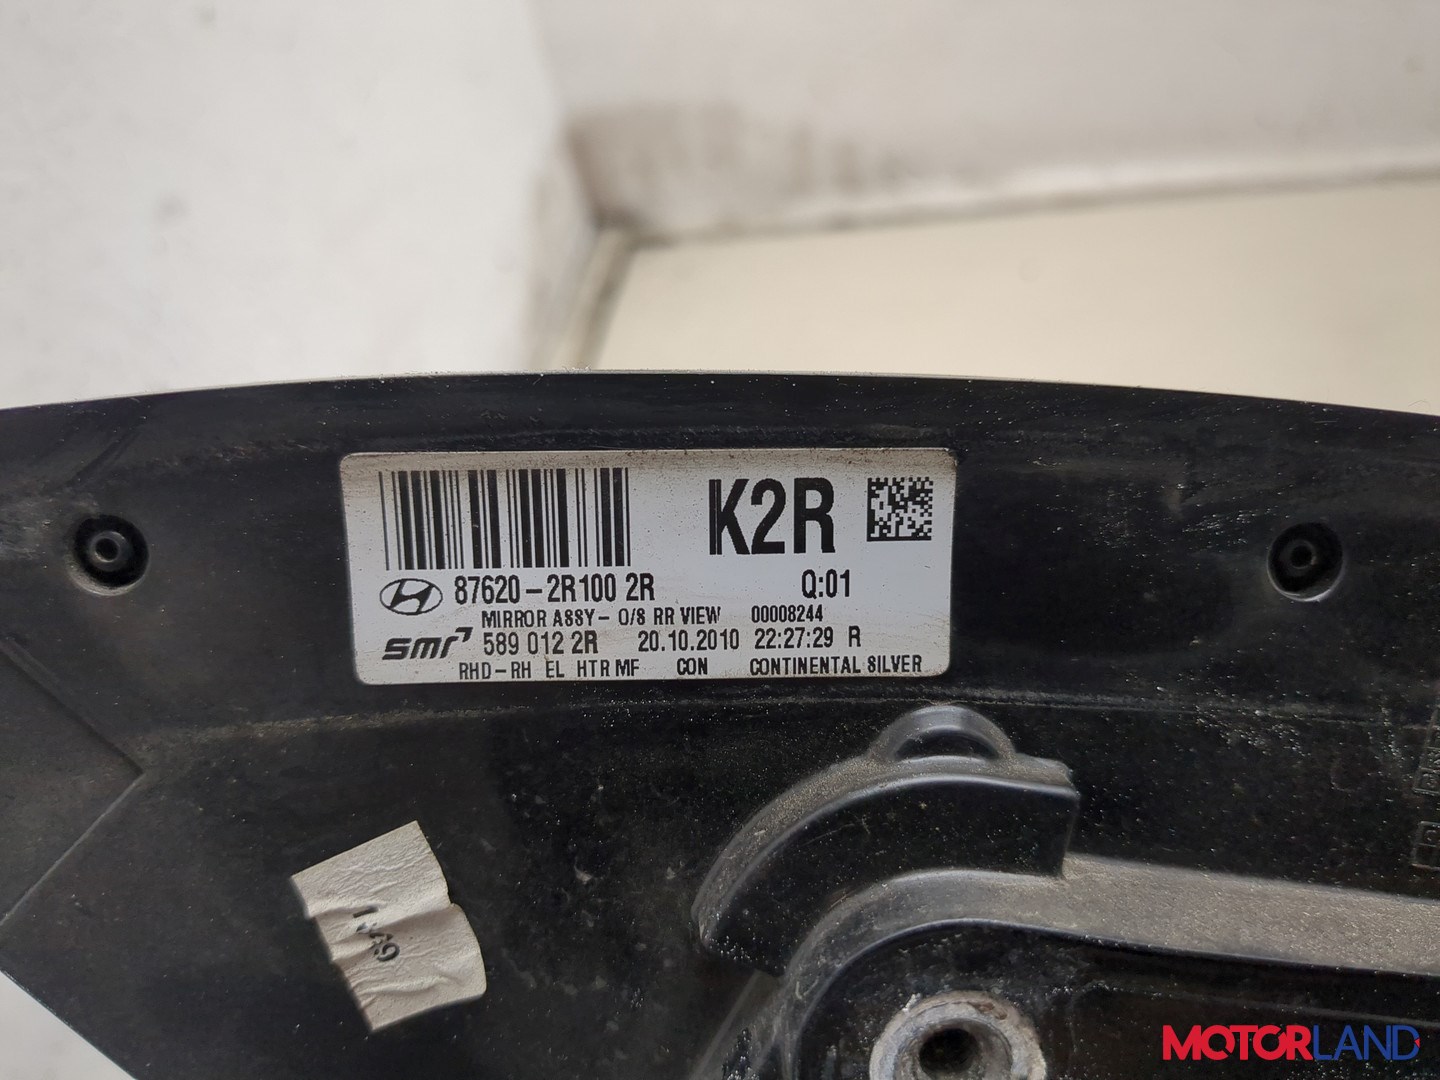 K2R
87620-2R100 2R Q:01
MIRROR ASSY- O/S RR VIEW 00008244
smr 589 012 2R 20.10.2010 22:27:29 R
RHD-RH EL HTR MF CON CONTINENTAL SILVER
MOTORLAND